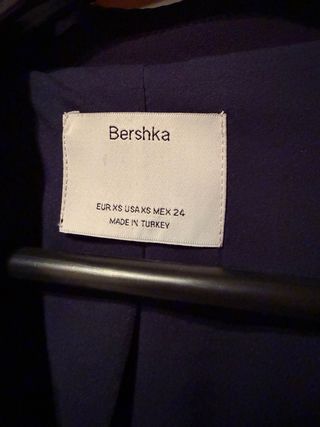 Bershka
EUR XS USA XS MEX 24
MADE IN TURKEY